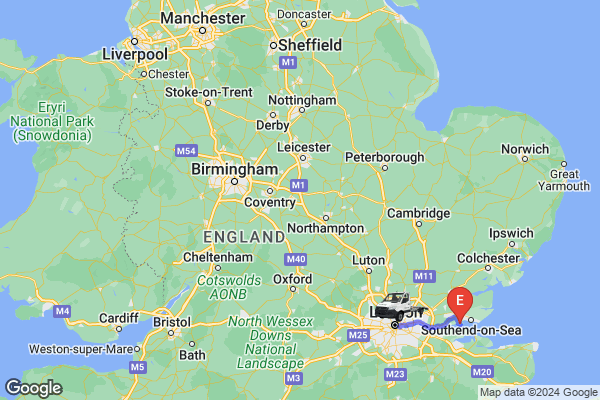 Doncaster
Manchester
Liverpool
Sheffield
Chester
M1
Eryri
National Park
(Snowdonia)
Stoke-on-Trent
Nottingham
Derby
Leicester
M54
Peterborough
Norwich
Great
Yarmouth
Birmingham
M1
Coventry
Cambridge
Northampton
Ipswich
ENGLAND
M40
Cheltenham
Luton
M11
Colchester
Cotswolds
AONB
Oxford
E
M4
Cardiff
Bristol
North Wessex
Downs
National
Landscape
M25
Southend-on-Sea
Weston-super-Mare
Bath
M5
M20
M3
M23
Google
Google
Map data ©2024 Google